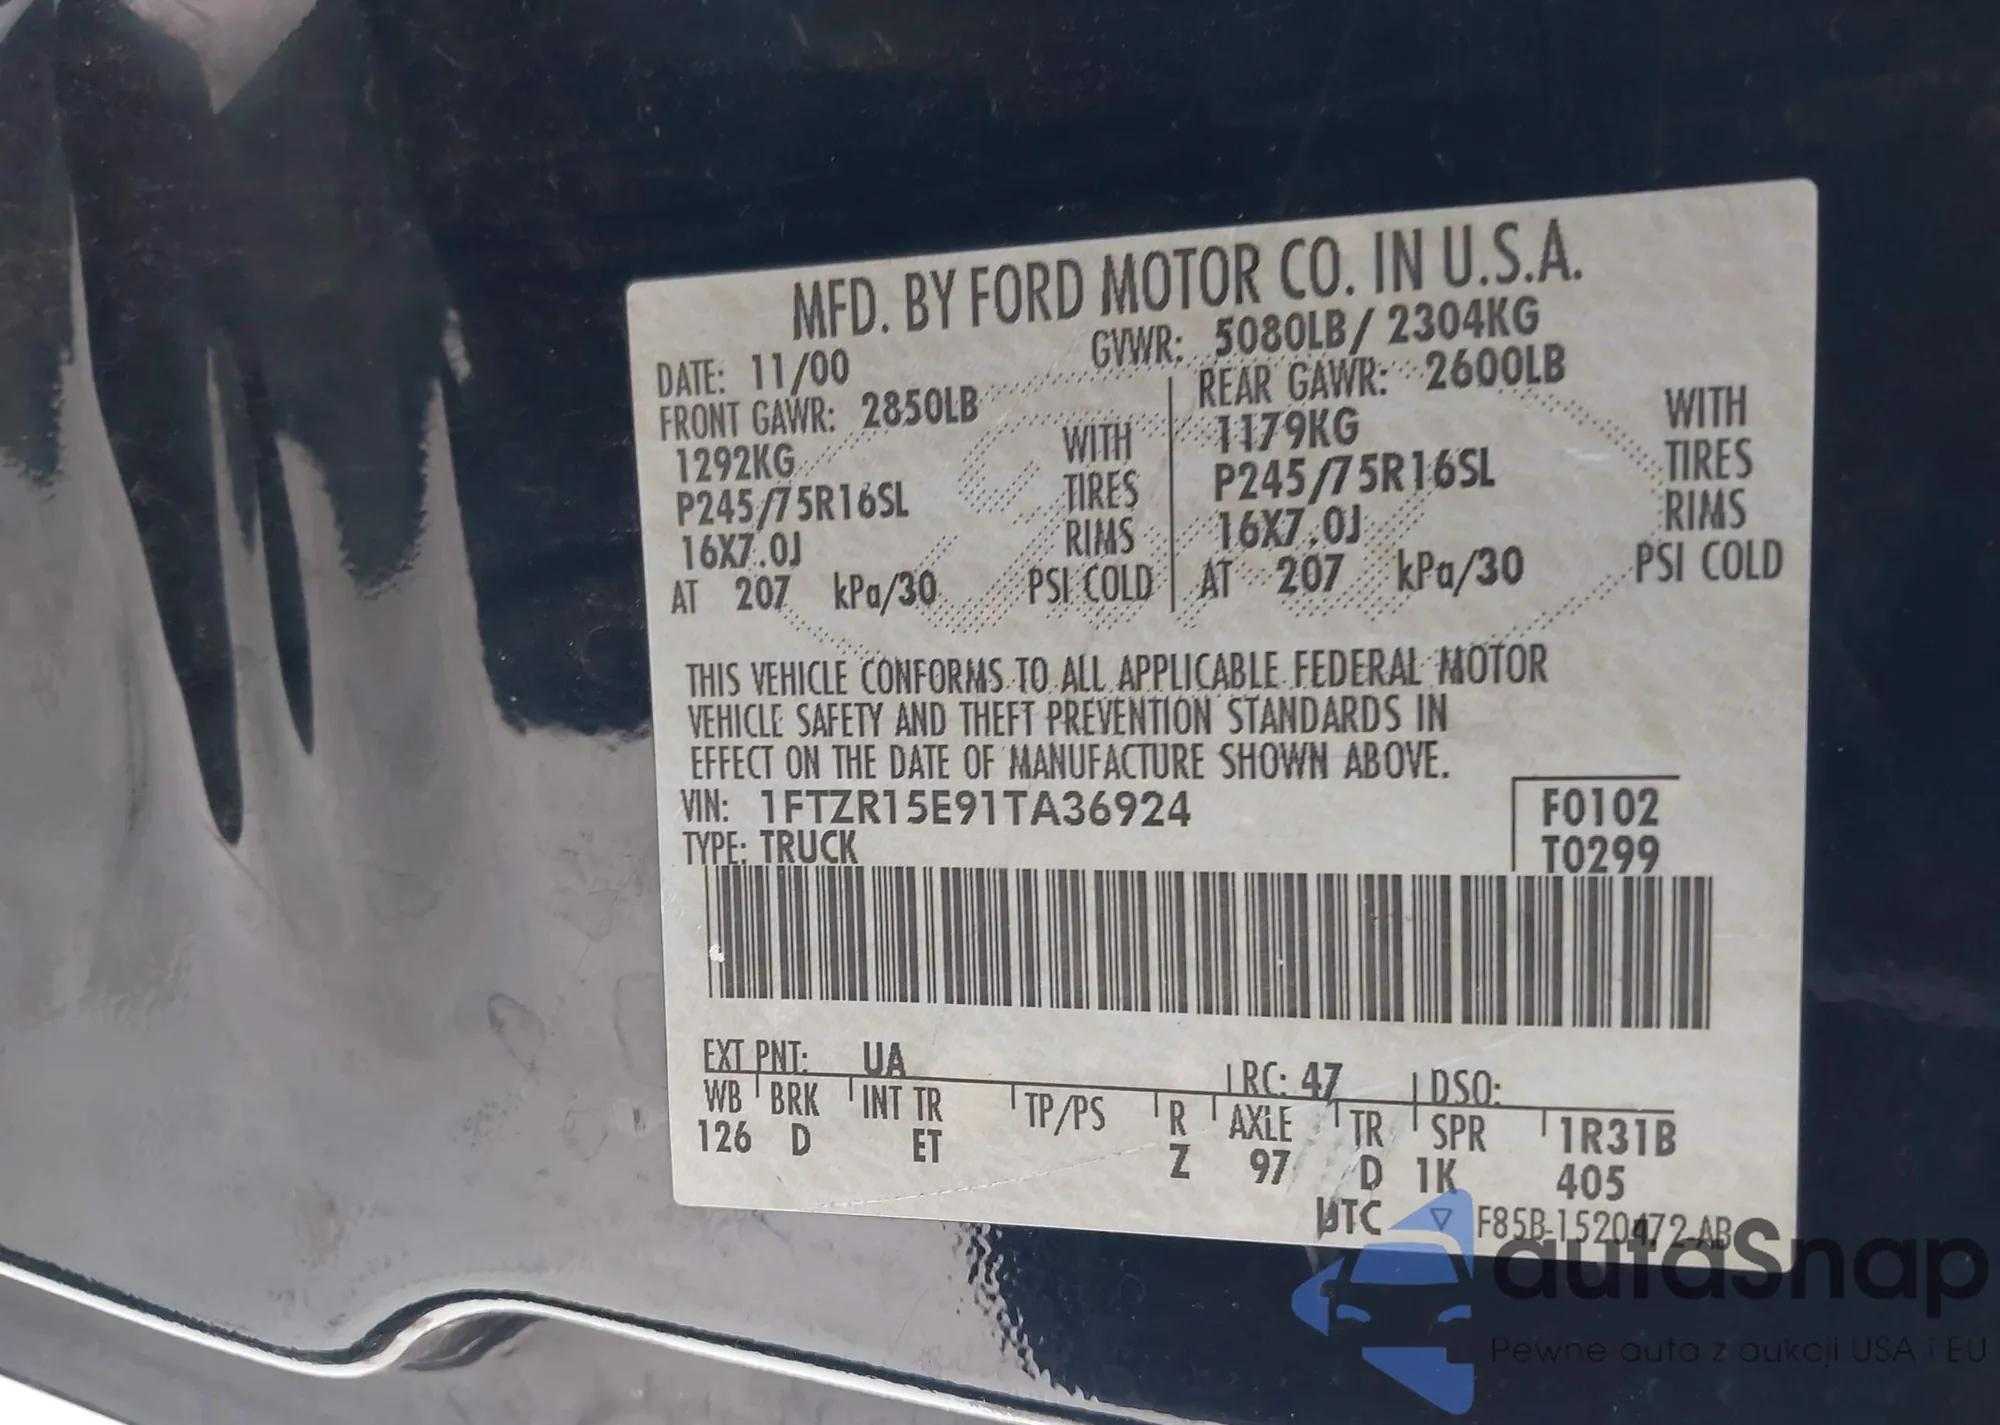 MFD. BY FORD MOTOR CO. IN U.S.A.
DATE: 11/00 GVWR: 5080LB/ 2304KG
FRONT GAWR: 2850LB REAR GAWR: 2600LB
1292KG WITH 1179KG WITH
P245/75R16SL TIRES P245/75R16SL TIRES
16X7.0J RIMS 16X7.0J RIMS
AT 207 kPa/30 PSI COLD AT 207 kPa/30 PSI COLD
THIS VEHICLE CONFORMS TO ALL APPLICABLE FEDERAL MOTOR
VEHICLE SAFETY AND THEFT PREVENTION STANDARDS IN
EFFECT ON THE DATE OF MANUFACTURE SHOWN ABOVE.
VIN: 1FTZR15E91TA36924 F0102
TYPE: TRUCK T0299
EXT PNT: UA RC: 47 DSO:
WB BRK INT TR TP/PS R AXLE TR SPR 1R31B
126 D ET Z 97 D 1K 405
UTC F85B-1520472-AB
autoSnap
Pewne auta z aukcji USA i EU